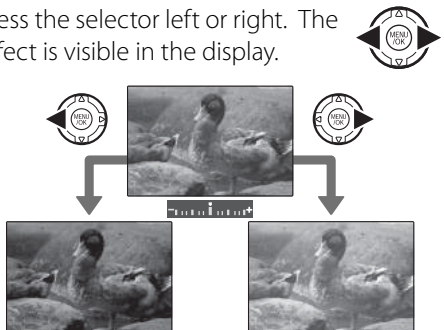 ess the selector left or right. The
fect is visible in the display.
MENU
/OK
MENU
/OK
MENU
/OK